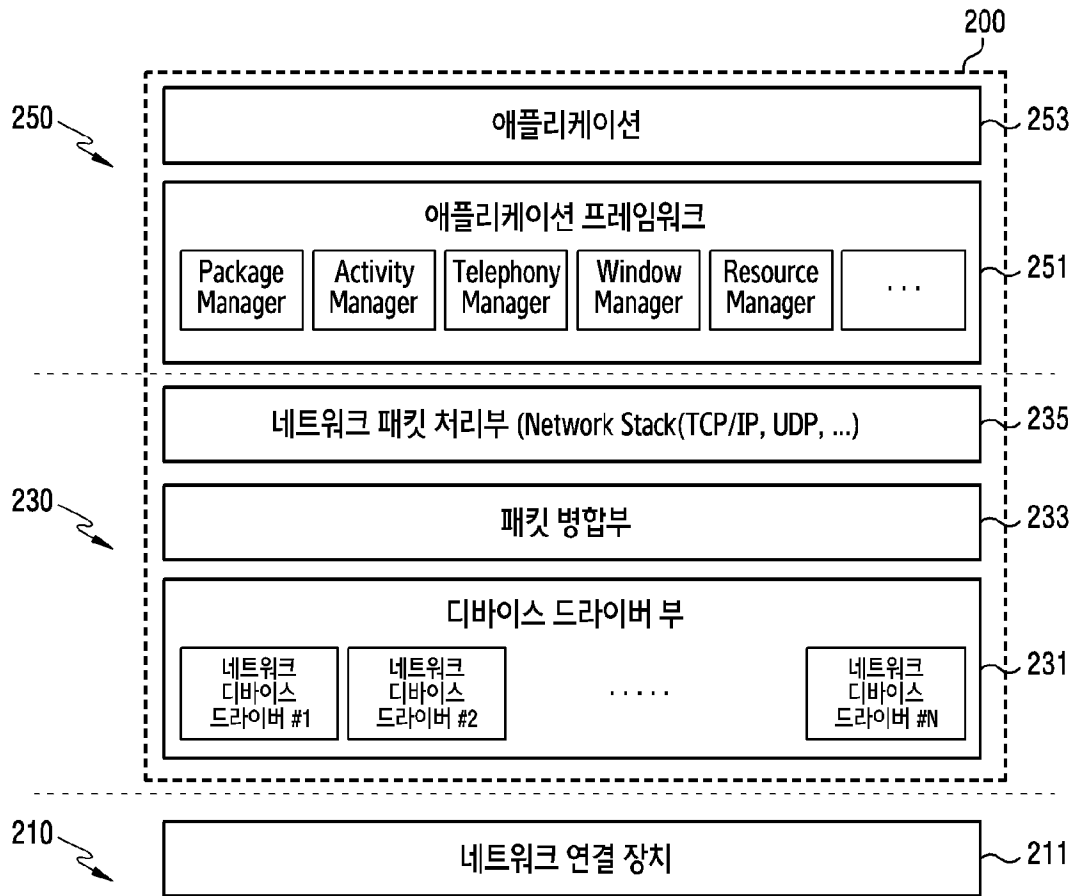 200
250
애플리케이션
253
애플리케이션 프레임워크
Package
Manager
Activity
Manager
Telephony
Manager
Window
Manager
Resource
Manager
...
251
네트워크 패킷 처리부 (Network Stack(TCP/IP, UDP, ...)
235
230
패킷 병합부
233
디바이스 드라이버 부
네트워크
디바이스
드라이버 #1
네트워크
디바이스
드라이버 #2
.....
네트워크
디바이스
드라이버 #N
231
210
네트워크 연결 장치
211